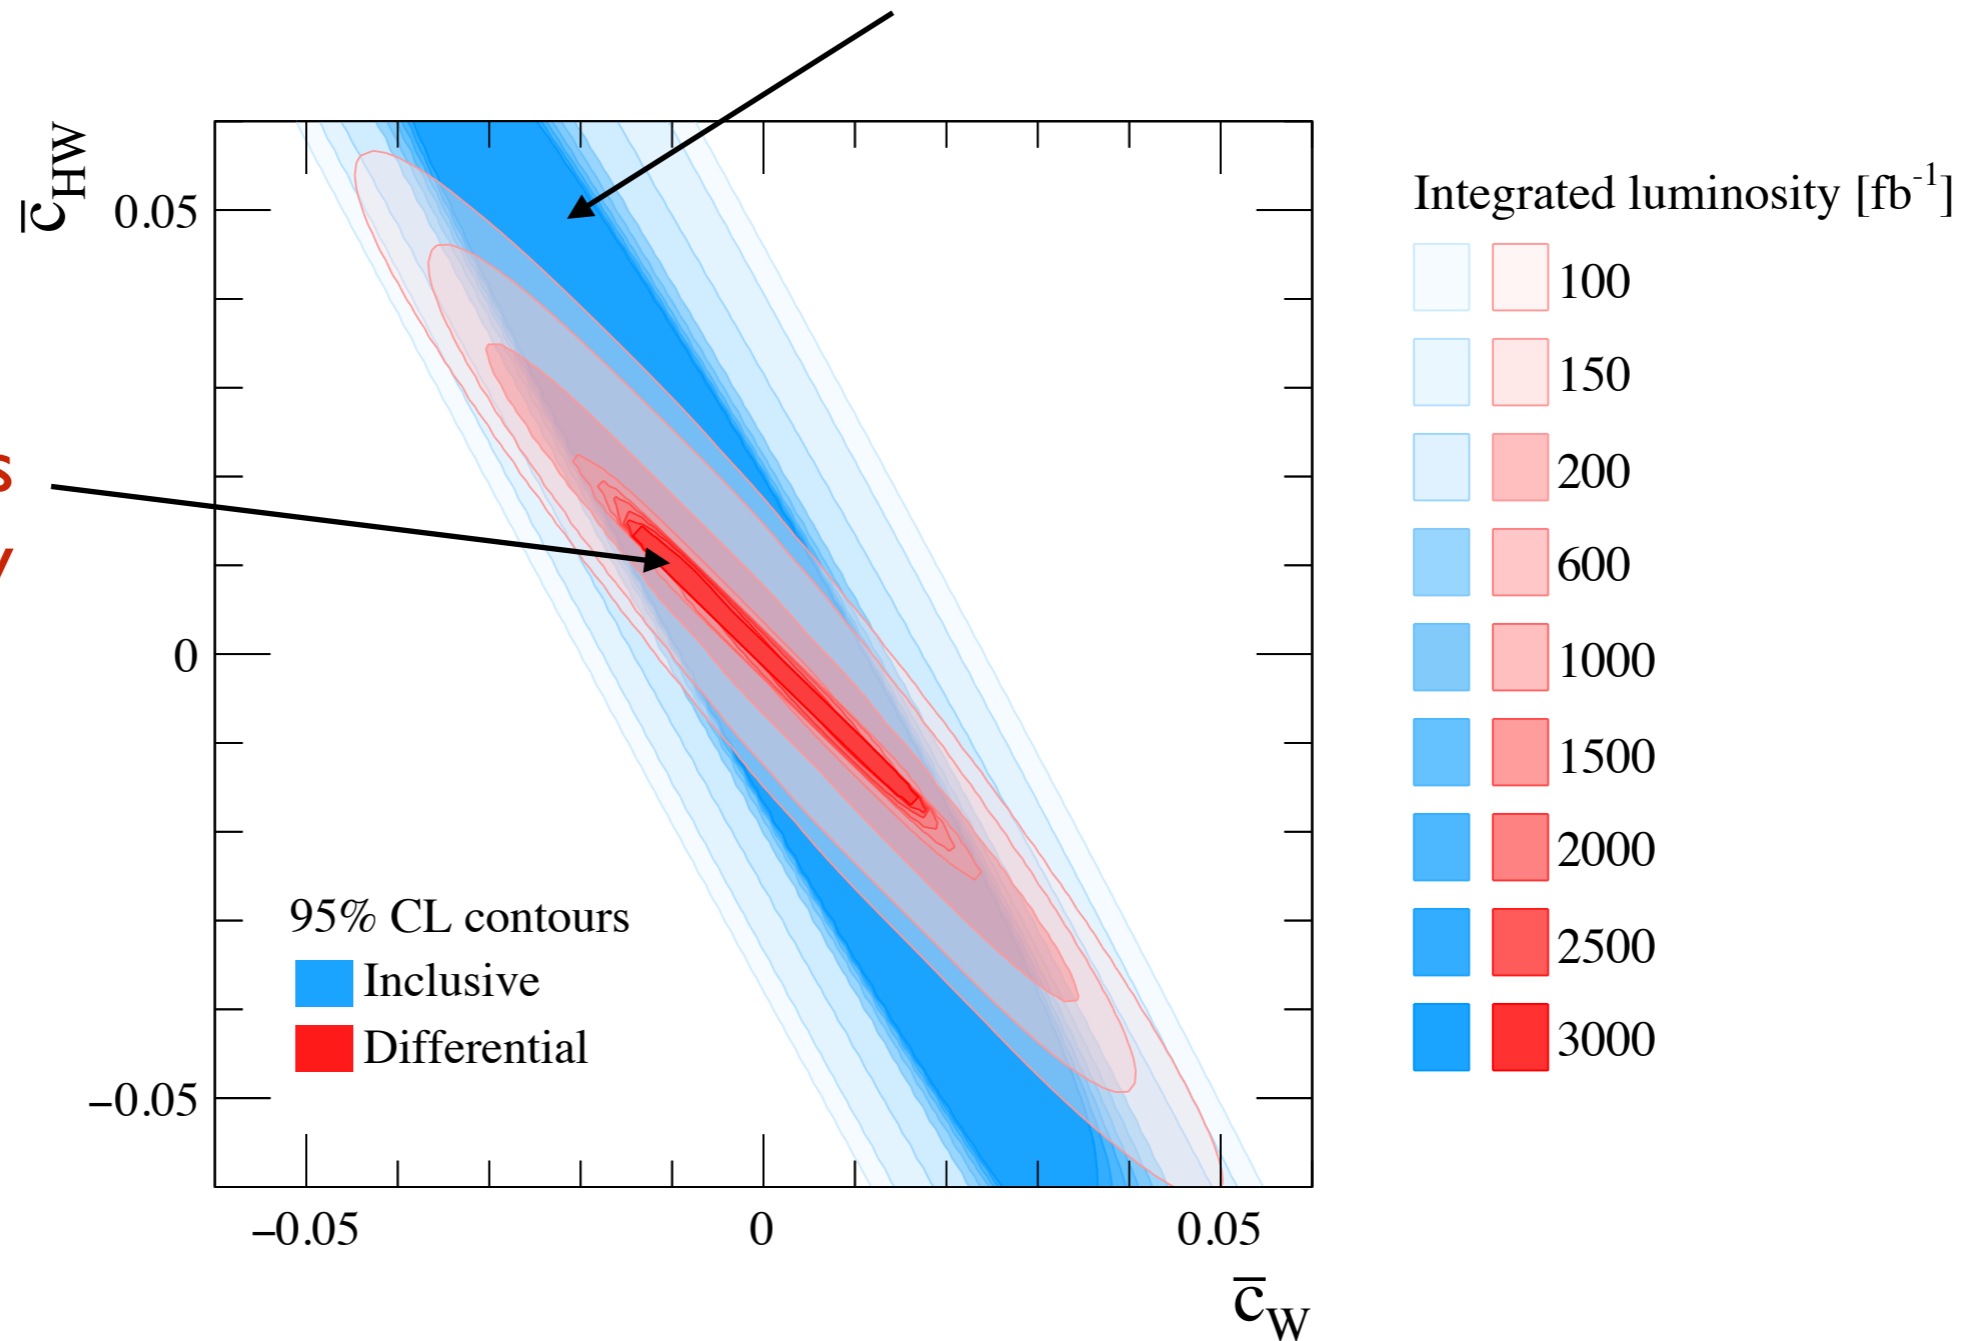 c̅HW
0.05
0
−0.05
s
y
95% CL contours
Inclusive
Differential
−0.05
0
0.05
c̅W
Integrated luminosity [fb-1]
100
150
200
600
1000
1500
2000
2500
3000